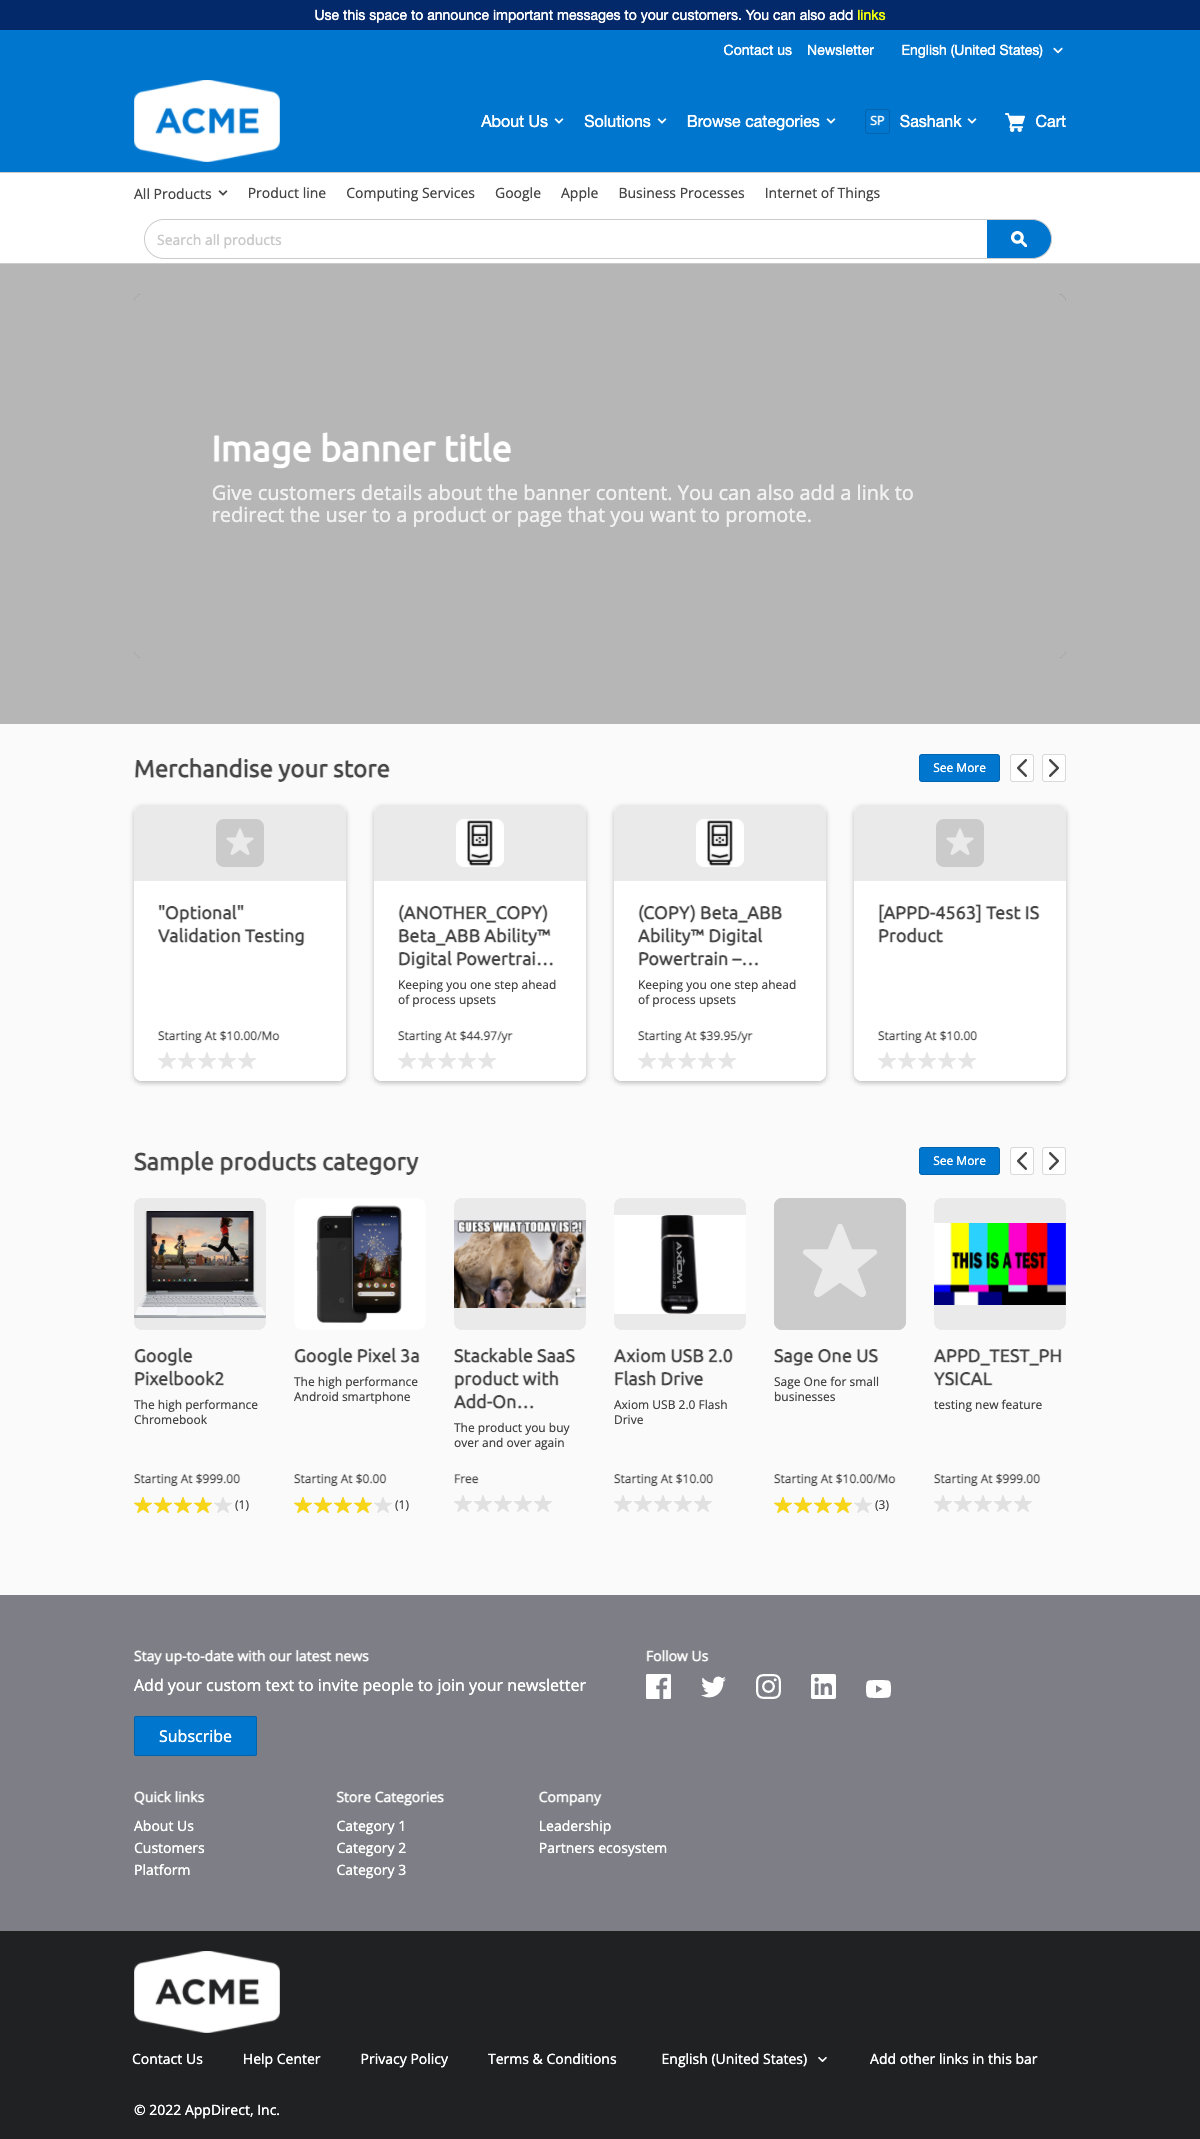 Use this space to announce important messages to your customers. You can also add links
Contact us Newsletter English (United States)
ACME
About Us Solutions Browse categories SP Sashank Cart
All Products Product line Computing Services Google Apple Business Processes Internet of Things
Search all products
Image banner title
Give customers details about the banner content. You can also add a link to
redirect the user to a product or page that you want to promote.
Merchandise your store
See More
"Optional"
Validation Testing
Starting At $10.00/Mo
(ANOTHER_COPY)
Beta_ABB Ability™
Digital Powertrai...
Keeping you one step ahead
of process upsets
Starting At $44.97/yr
(COPY) Beta_ABB
Ability™ Digital
Powertrain –...
Keeping you one step ahead
of process upsets
Starting At $39.95/yr
[APPD-4563] Test IS
Product
Starting At $10.00
Sample products category
See More
Google
Pixelbook2
The high performance
Chromebook
Starting At $999.00
(1)
Google Pixel 3a
The high performance
Android smartphone
Starting At $0.00
(1)
GUESS WHAT TODAY IS ?!
Stackable SaaS
product with
Add-On...
The product you buy
over and over again
Free
AXIOM
Axiom USB 2.0
Flash Drive
Axiom USB 2.0 Flash
Drive
Starting At $10.00
Sage One US
Sage One for small
businesses
Starting At $10.00/Mo
(3)
THIS IS A TEST
APPD_TEST_PH
YSICAL
testing new feature
Starting At $999.00
Stay up-to-date with our latest news
Add your custom text to invite people to join your newsletter
Subscribe
Follow Us
Quick links
About Us
Customers
Platform
Store Categories
Category 1
Category 2
Category 3
Company
Leadership
Partners ecosystem
ACME
Contact Us Help Center Privacy Policy Terms & Conditions English (United States) Add other links in this bar
© 2022 AppDirect, Inc.